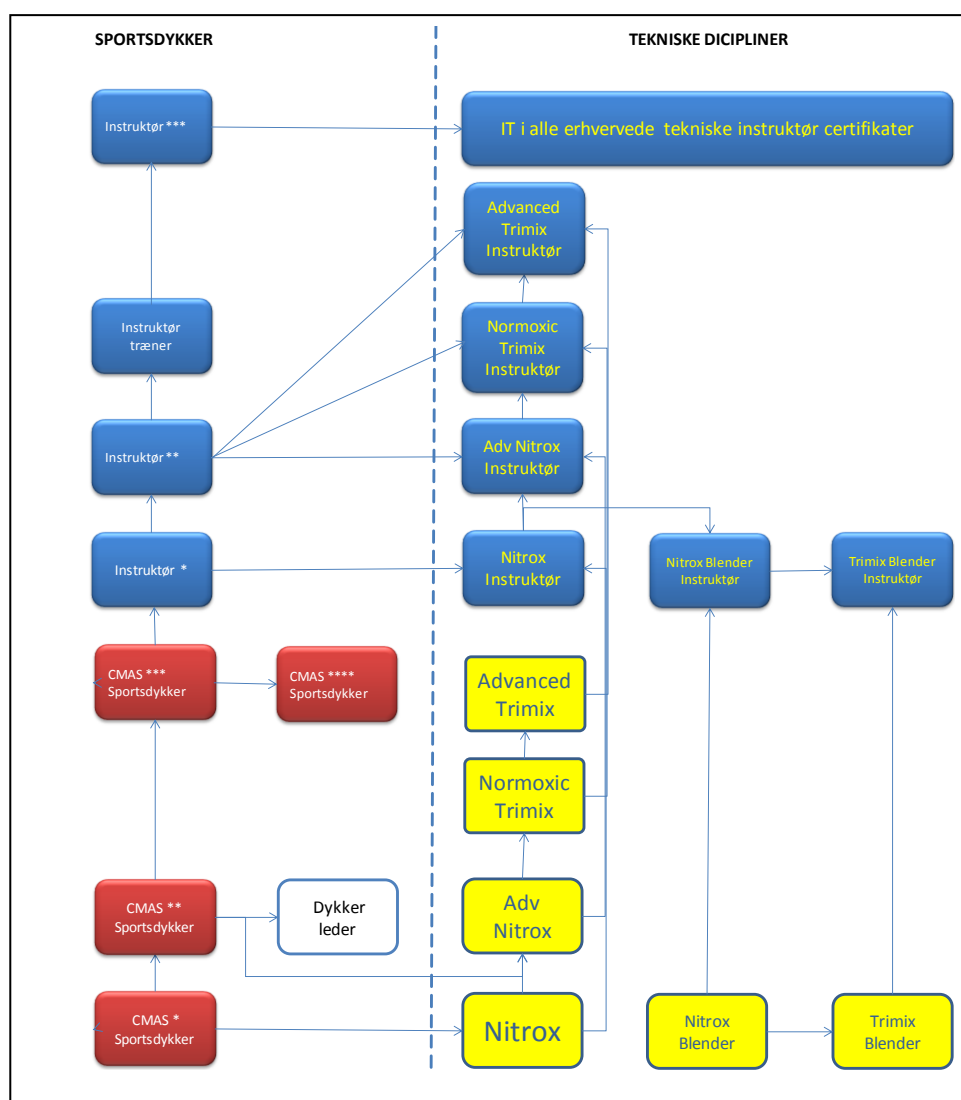 SPORTSDYKKER
TEKNISKE DICIPLINER
Instruktør ***
IT i alle erhvervede tekniske instruktør certifikater
Advanced
Trimix
Instruktør
Instruktør
træner
Normoxic
Trimix
Instruktør
Instruktør**
Adv Nitrox
Instruktør
Instruktør *
Nitrox
Instruktør
Nitrox Blender
Instruktør
Trimix Blender
Instruktør
CMAS ***
Sportsdykker
CMAS ****
Sportsdykker
Advanced
Trimix
Normoxic
Trimix
CMAS **
Sportsdykker
Dykker
leder
Adv
Nitrox
CMAS *
Sportsdykker
Nitrox
Nitrox
Blender
Trimix
Blender